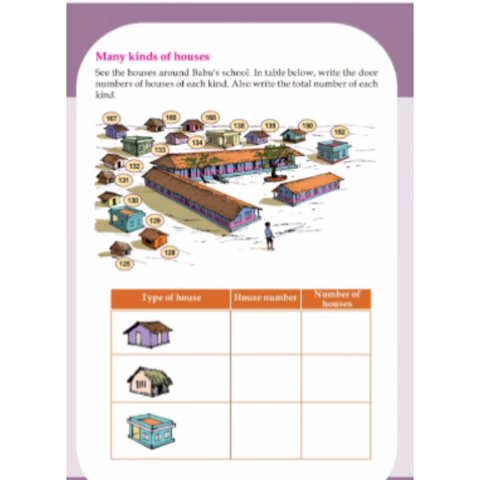 Many kinds of houses
See the houses around Babu's school. In table below, write the door
numbers of houses of each kind. Also write the total number of each
kind.
167
166
160
138
139
150
152
134
133
132
131
130
129
128
Type of house
House number
Number of
houses